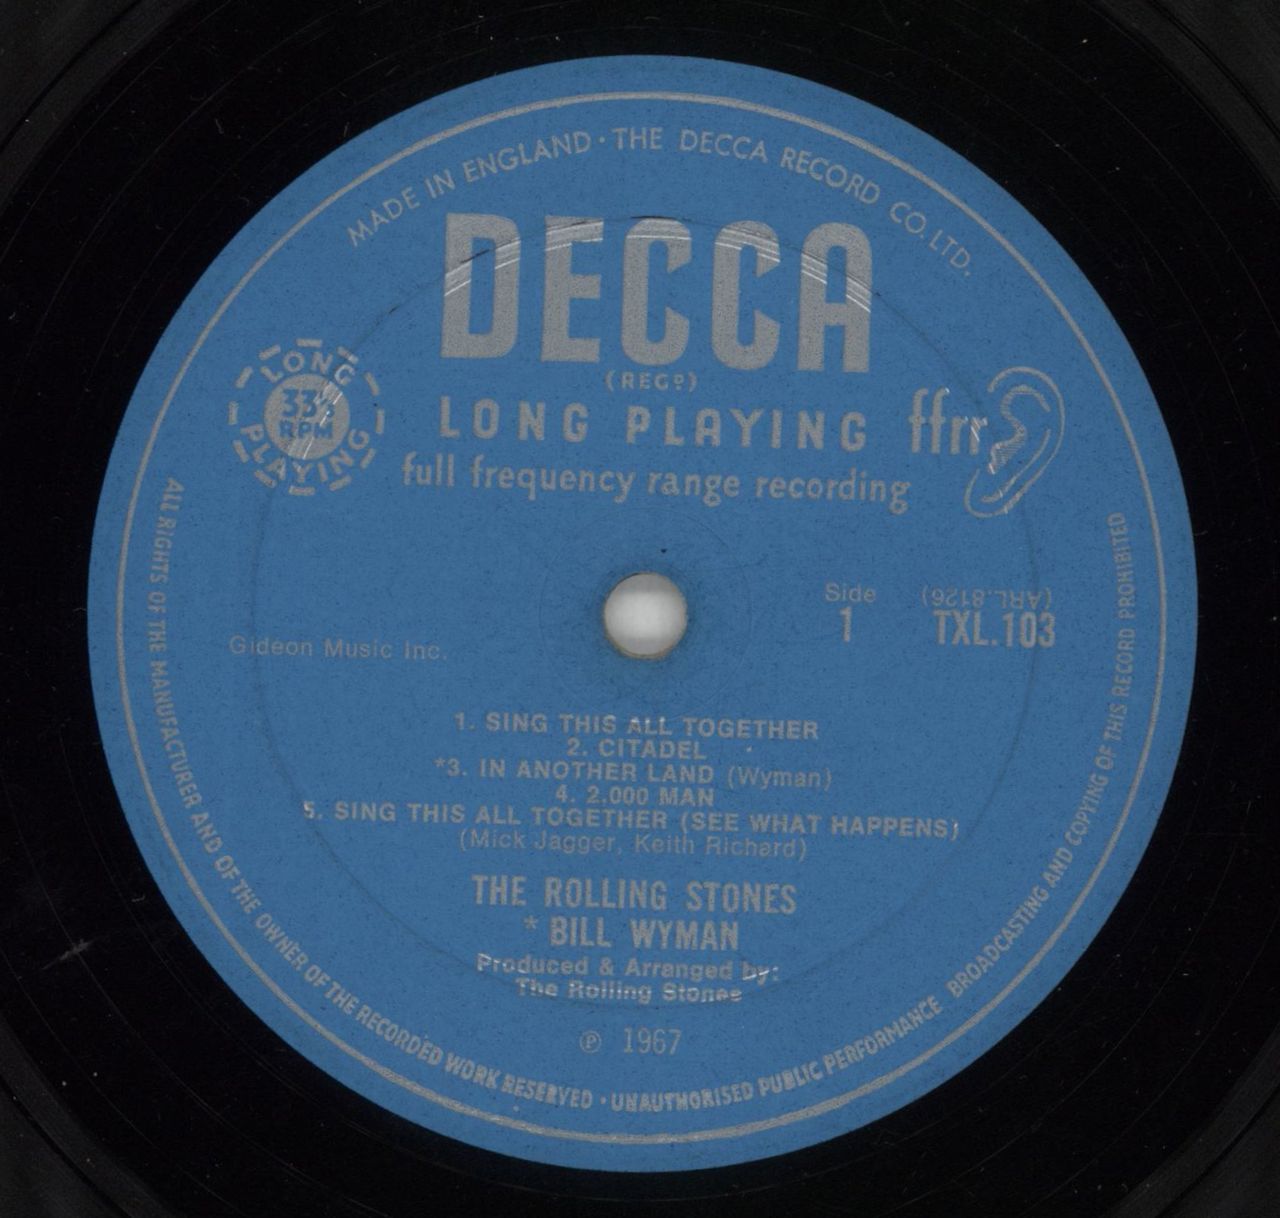 MADE IN ENGLAND · THE DECCA RECORD CO. LTD.
DECCA
(REGD)
LONG PLAYING
33⅓ RPM
LONG PLAYING ffrr
full frequency range recording
Side
1
(ARL.8126)
TXL.103
Gideon Music Inc.
1. SING THIS ALL TOGETHER
2. CITADEL
*3. IN ANOTHER LAND (Wyman)
4. 2.000 MAN
5. SING THIS ALL TOGETHER (SEE WHAT HAPPENS)
(Mick Jagger, Keith Richard)
THE ROLLING STONES
* BILL WYMAN
Produced & Arranged by:
The Rolling Stones
℗ 1967
ALL RIGHTS OF THE MANUFACTURER AND OF THE OWNER OF THE RECORDED WORK RESERVED · UNAUTHORISED PUBLIC PERFORMANCE BROADCASTING AND COPYING OF THIS RECORD PROHIBITED